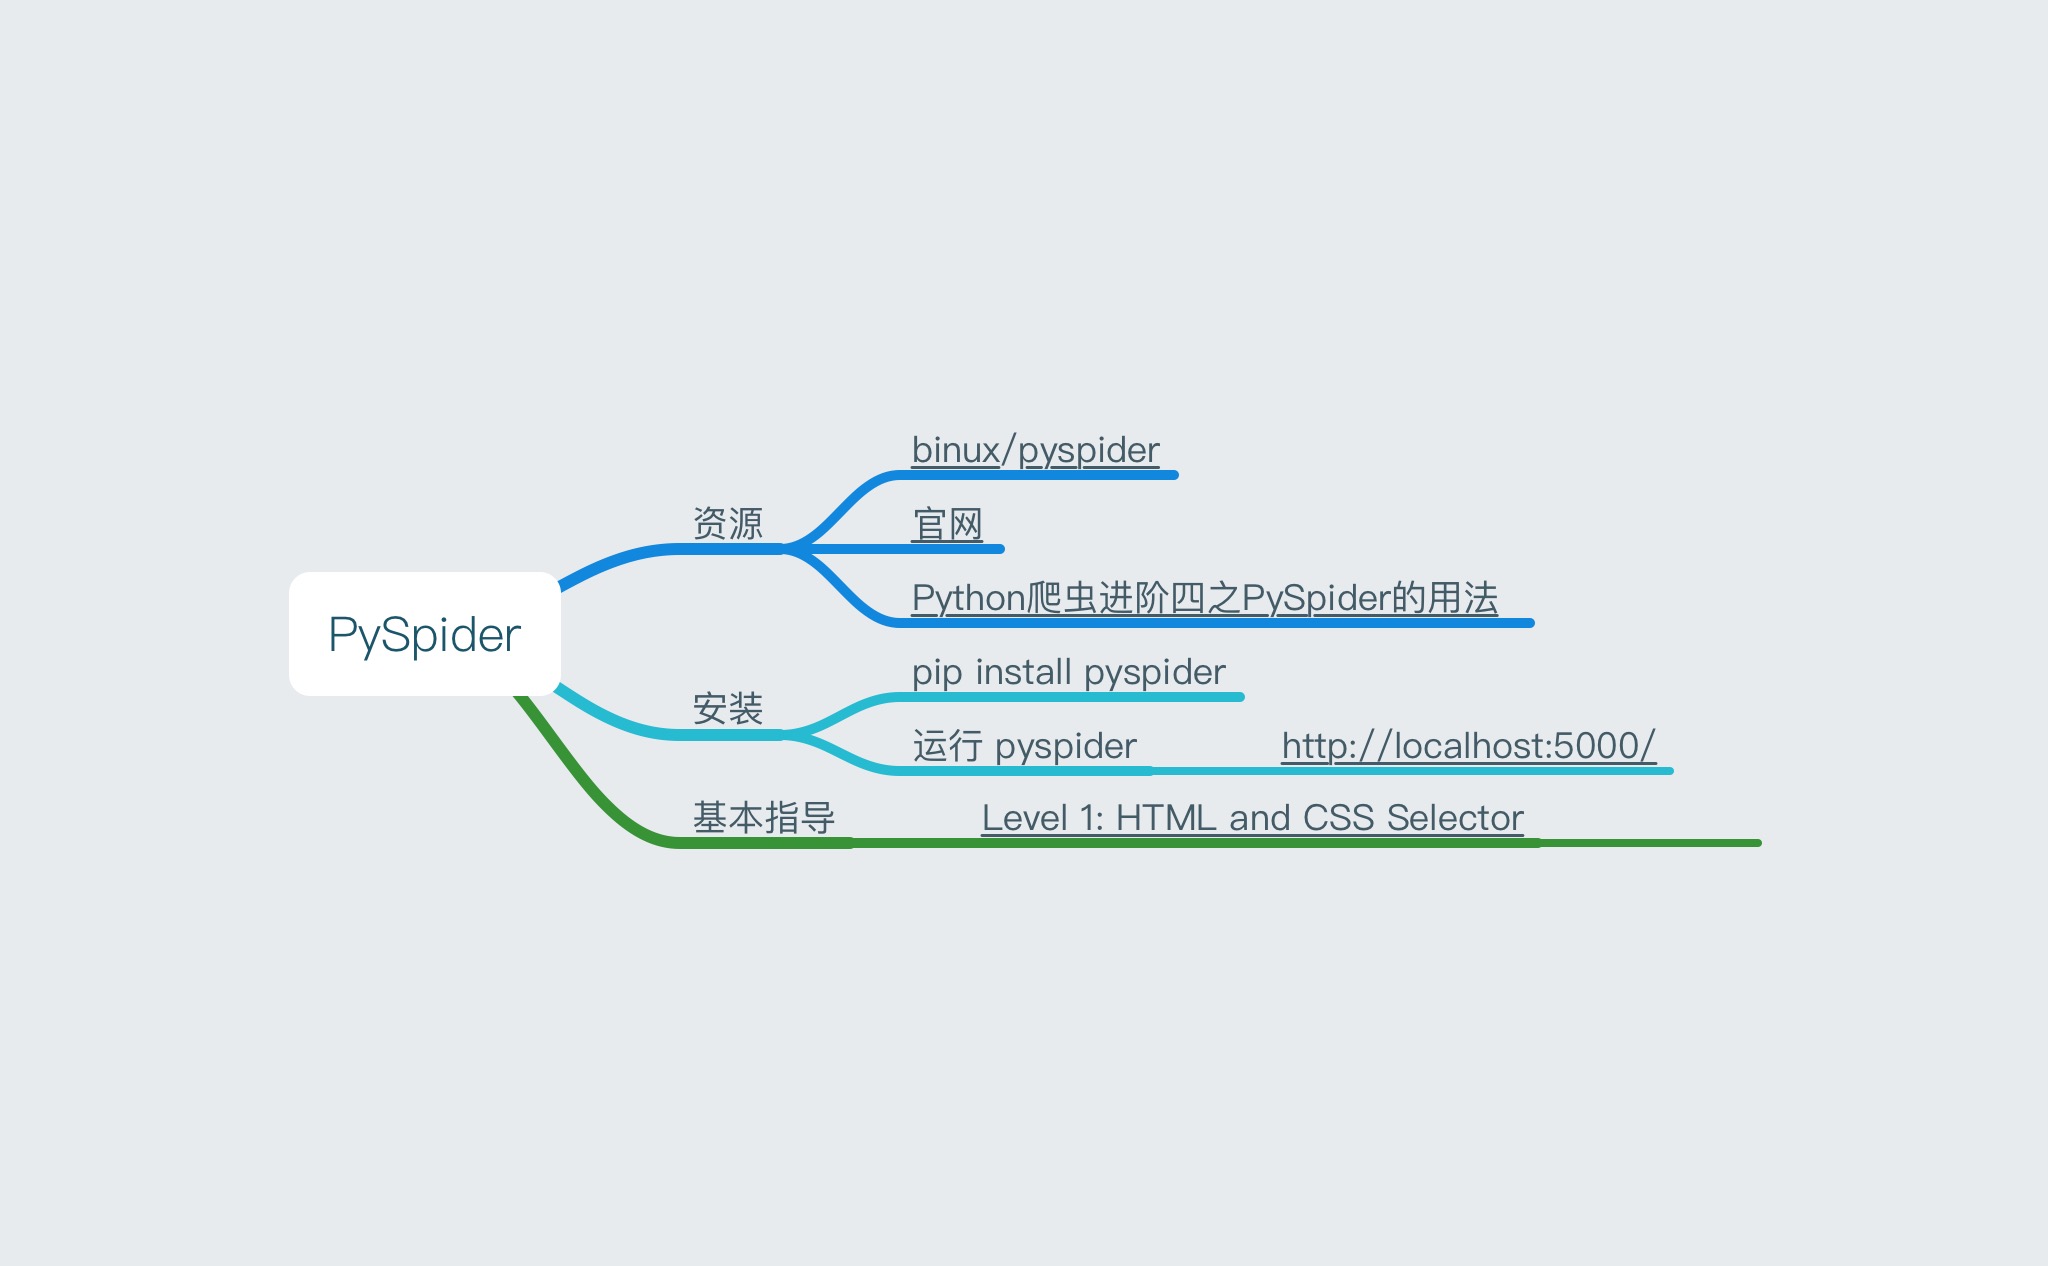 PySpider
资源
binux/pyspider
官网
Python爬虫进阶四之PySpider的用法
安装
pip install pyspider
运行 pyspider
http://localhost:5000/
基本指导
Level 1: HTML and CSS Selector